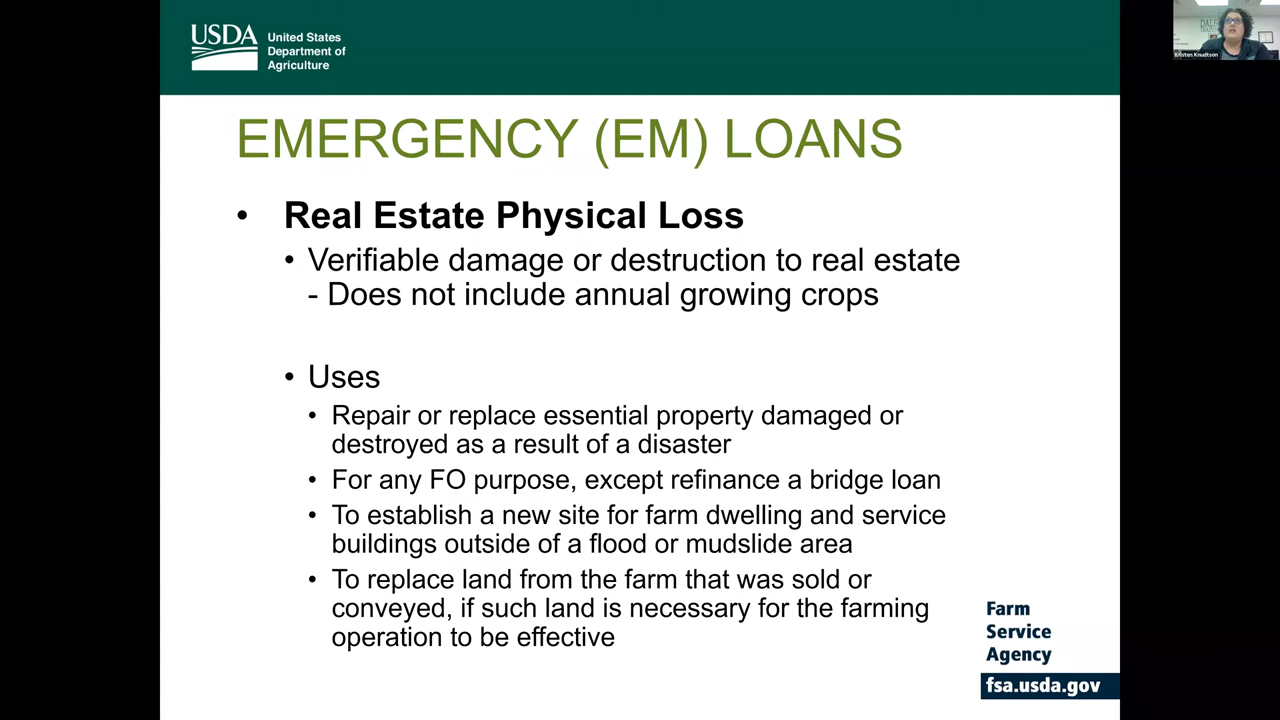 USDA
United States
Department of
Agriculture
Kristen Knudtson
EMERGENCY (EM) LOANS
• Real Estate Physical Loss
• Verifiable damage or destruction to real estate
- Does not include annual growing crops
• Uses
• Repair or replace essential property damaged or
destroyed as a result of a disaster
• For any FO purpose, except refinance a bridge loan
• To establish a new site for farm dwelling and service
buildings outside of a flood or mudslide area
• To replace land from the farm that was sold or
conveyed, if such land is necessary for the farming
operation to be effective
Farm
Service
Agency
fsa.usda.gov